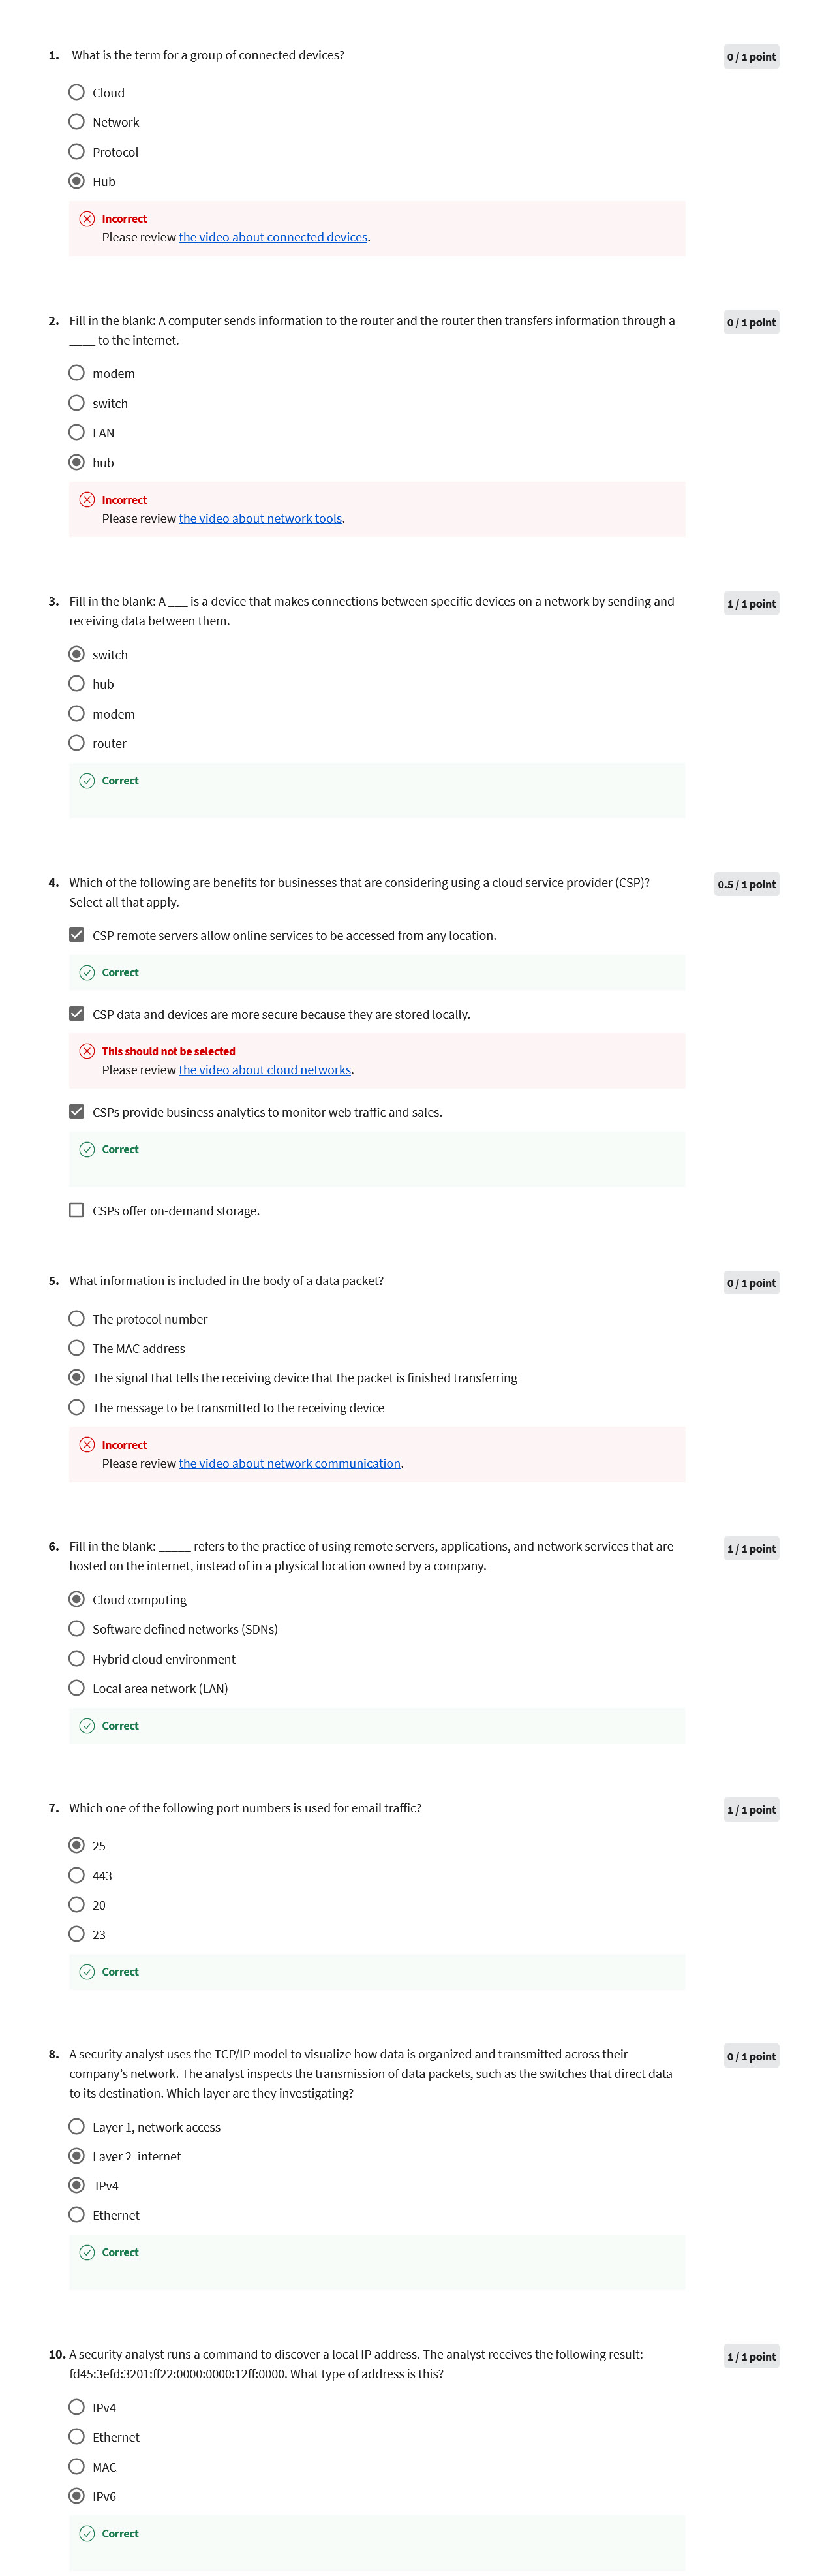 1. What is the term for a group of connected devices?
0 / 1 point
Cloud
Network
Protocol
Hub
Incorrect
Please review the video about connected devices.
2. Fill in the blank: A computer sends information to the router and the router then transfers information through a
____ to the internet.
0 / 1 point
modem
switch
LAN
hub
Incorrect
Please review the video about network tools.
3. Fill in the blank: A ___ is a device that makes connections between specific devices on a network by sending and
receiving data between them.
1 / 1 point
switch
hub
modem
router
Correct
4. Which of the following are benefits for businesses that are considering using a cloud service provider (CSP)?
Select all that apply.
0.5 / 1 point
CSP remote servers allow online services to be accessed from any location.
Correct
CSP data and devices are more secure because they are stored locally.
This should not be selected
Please review the video about cloud networks.
CSPs provide business analytics to monitor web traffic and sales.
Correct
CSPs offer on-demand storage.
5. What information is included in the body of a data packet?
0 / 1 point
The protocol number
The MAC address
The signal that tells the receiving device that the packet is finished transferring
The message to be transmitted to the receiving device
Incorrect
Please review the video about network communication.
6. Fill in the blank: _____ refers to the practice of using remote servers, applications, and network services that are
hosted on the internet, instead of in a physical location owned by a company.
1 / 1 point
Cloud computing
Software defined networks (SDNs)
Hybrid cloud environment
Local area network (LAN)
Correct
7. Which one of the following port numbers is used for email traffic?
1 / 1 point
25
443
20
23
Correct
8. A security analyst uses the TCP/IP model to visualize how data is organized and transmitted across their
company’s network. The analyst inspects the transmission of data packets, such as the switches that direct data
to its destination. Which layer are they investigating?
0 / 1 point
Layer 1, network access
Layer 2, internet
IPv4
Ethernet
Correct
10. A security analyst runs a command to discover a local IP address. The analyst receives the following result:
fd45:3efd:3201:ff22:0000:0000:12ff:0000. What type of address is this?
1 / 1 point
IPv4
Ethernet
MAC
IPv6
Correct